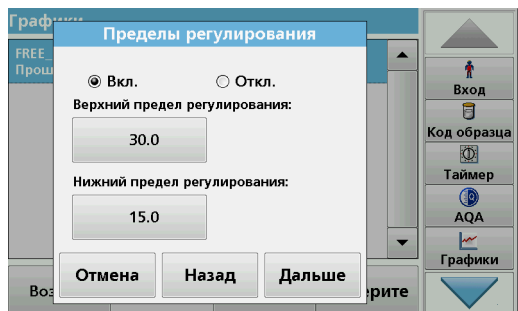 Графики
Пределы регулирования
FREE_
Прош
Вкл.
Откл.
Верхний предел регулирования:
30.0
Нижний предел регулирования:
15.0
Отмена
Назад
Дальше
Воз
ерите
Вход
Код образца
Таймер
AQA
Графики